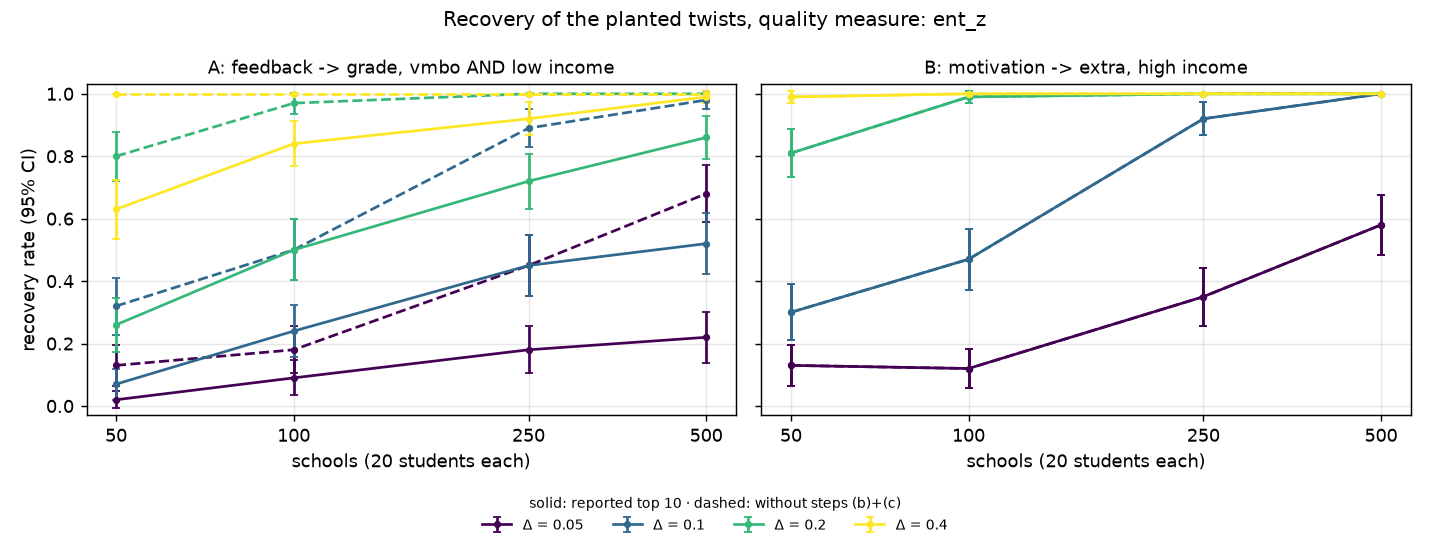 Recovery of the planted twists, quality measure: ent_z
A: feedback -> grade, vmbo AND low income
B: motivation -> extra, high income
recovery rate (95% CI)
1.0
0.8
0.6
0.4
0.2
0.0
50
100
250
500
50
100
250
500
schools (20 students each)
schools (20 students each)
solid: reported top 10 · dashed: without steps (b)+(c)
Δ = 0.05
Δ = 0.1
Δ = 0.2
Δ = 0.4